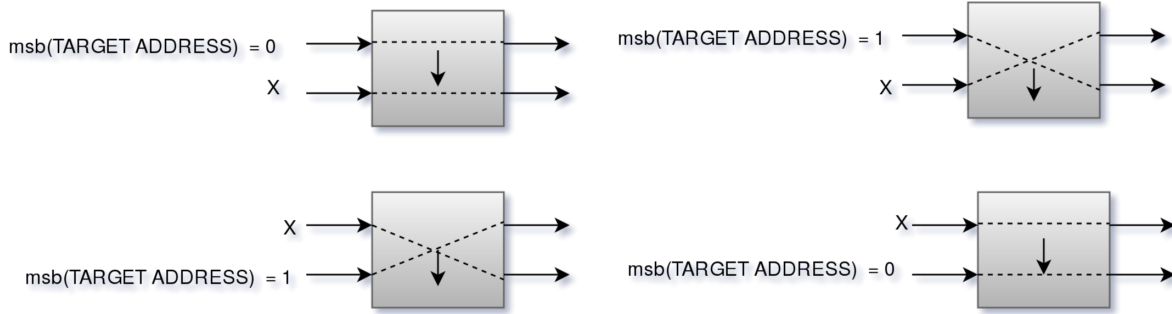 msb(TARGET ADDRESS) = 0
X
msb(TARGET ADDRESS) = 1
X
X
msb(TARGET ADDRESS) = 1
X
msb(TARGET ADDRESS) = 0